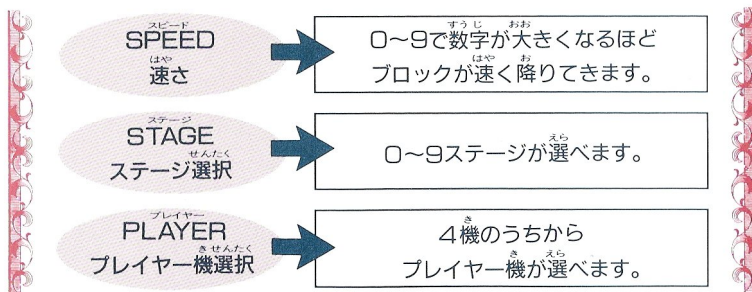 スピード
SPEED
はや
速さ
すうじ おお
0〜9で数字が大きくなるほど
はや お
ブロックが速く降りてきます。
ステージ
STAGE
せんたく
ステージ選択
えら
0〜9ステージが選べます。
プレイヤー
PLAYER
きせんたく
プレイヤー機選択
き
4機のうちから
き えら
プレイヤー機が選べます。